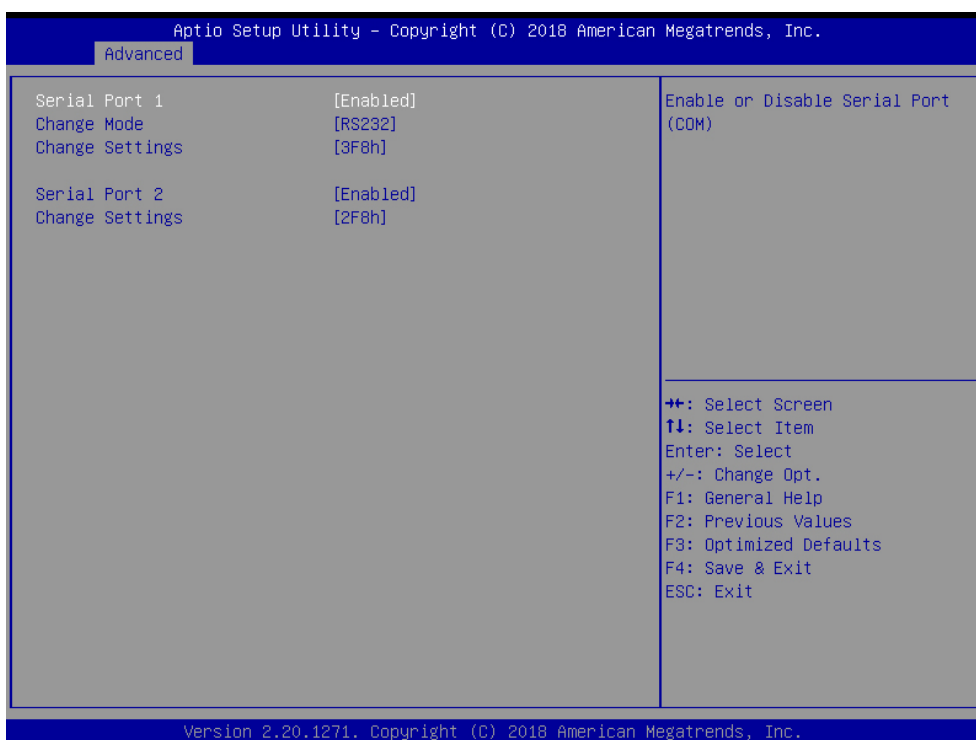 Aptio Setup Utility – Copyright (C) 2018 American Megatrends, Inc.
Advanced
Serial Port 1 [Enabled]
Change Mode [RS232]
Change Settings [3F8h]
Serial Port 2 [Enabled]
Change Settings [2F8h]
Enable or Disable Serial Port
(COM)
→←: Select Screen
↑↓: Select Item
Enter: Select
+/-: Change Opt.
F1: General Help
F2: Previous Values
F3: Optimized Defaults
F4: Save & Exit
ESC: Exit
Version 2.20.1271. Copyright (C) 2018 American Megatrends, Inc.